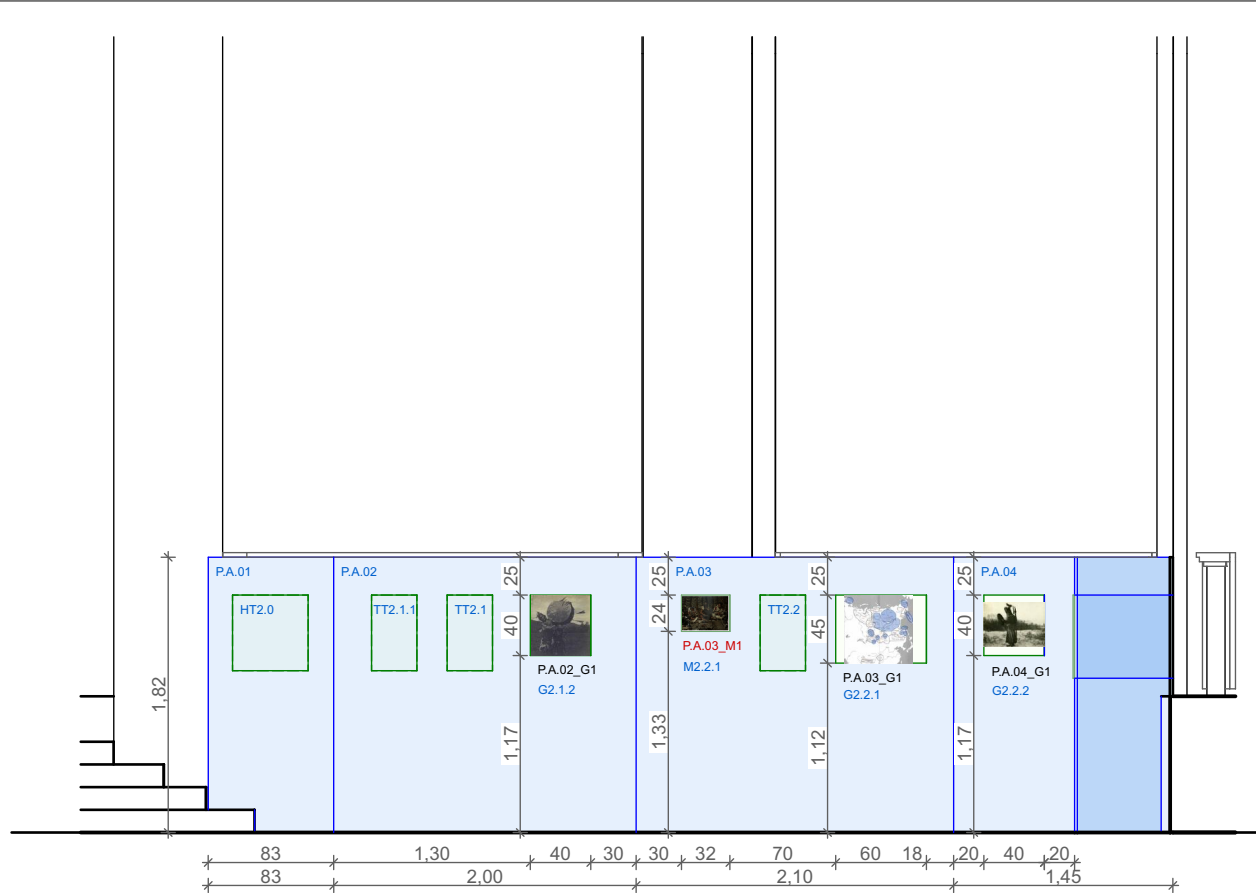 P.A.01
P.A.02
P.A.03
P.A.04
25
25
25
25
HT2.0
TT2.1.1
TT2.1
TT2.2
40
24
45
40
P.A.02_G1
G2.1.2
P.A.03_M1
M2.2.1
P.A.03_G1
G2.2.1
P.A.04_G1
G2.2.2
1,82
1,17
1,33
1,12
1,17
83 1,30 40 30 30 32 70 60 18 20 40 20
83 2,00 2,10 1,45